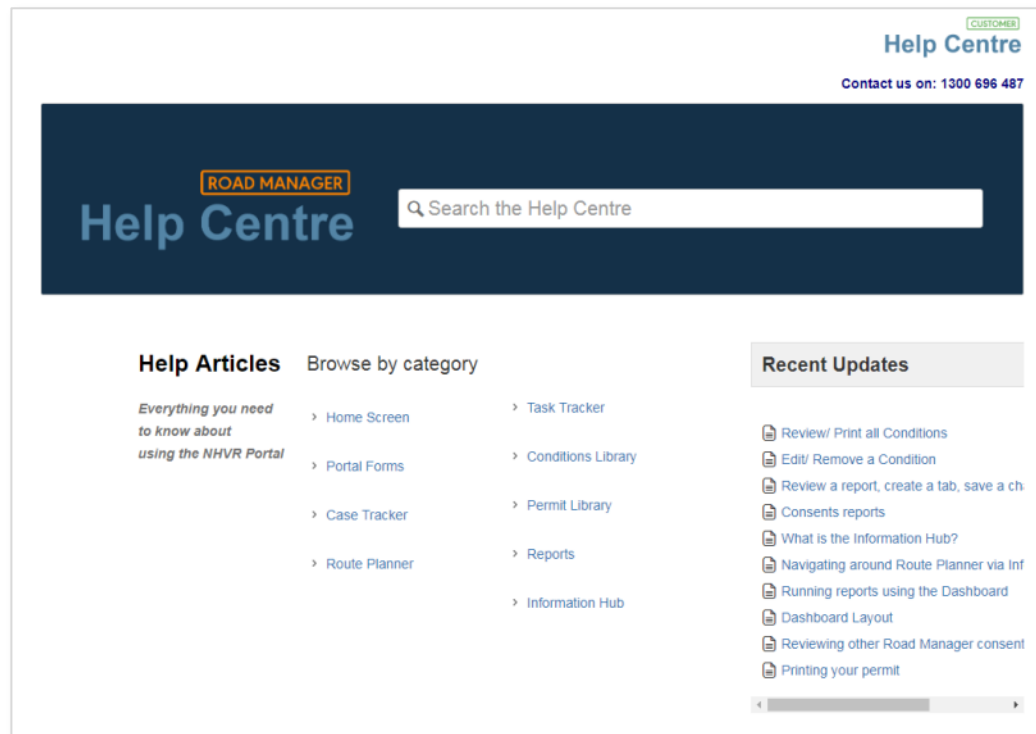 CUSTOMER
Help Centre
Contact us on: 1300 696 487
ROAD MANAGER
Help Centre
Search the Help Centre
Help Articles
Everything you need
to know about
using the NHVR Portal
Browse by category
› Home Screen
› Portal Forms
› Case Tracker
› Route Planner
› Task Tracker
› Conditions Library
› Permit Library
› Reports
› Information Hub
Recent Updates
Review/ Print all Conditions
Edit/ Remove a Condition
Review a report, create a tab, save a
Consents reports
What is the Information Hub?
Navigating around Route Planner via
Running reports using the Dashboard
Dashboard Layout
Reviewing other Road Manager consent
Printing your permit